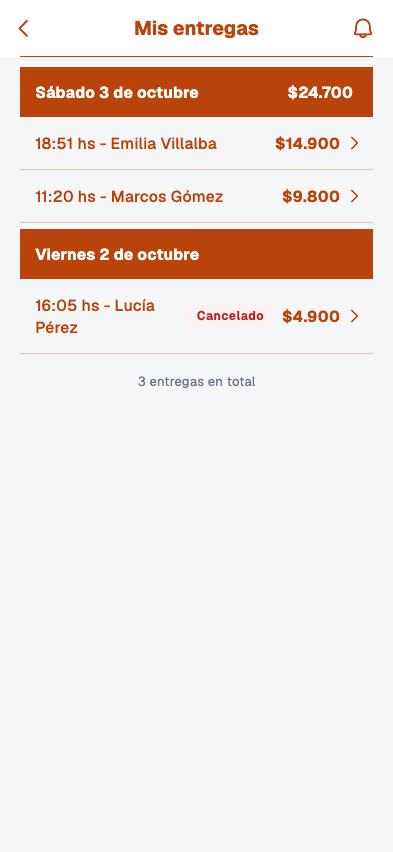 Mis entregas
Sábado 3 de octubre $24.700
18:51 hs - Emilia Villalba $14.900
11:20 hs - Marcos Gómez $9.800
Viernes 2 de octubre
16:05 hs - Lucía
Pérez
Cancelado $4.900
3 entregas en total